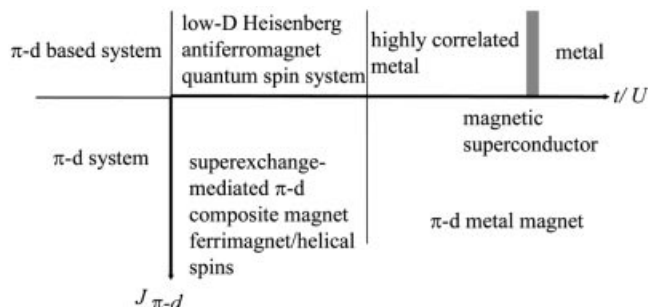 π-d based system
low-D Heisenberg
antiferromagnet
quantum spin system
highly correlated
metal
metal
t/U
π-d system
superexchange-
mediated π-d
composite magnet
ferrimagnet/helical
spins
magnetic
superconductor
π-d metal magnet
J π-d